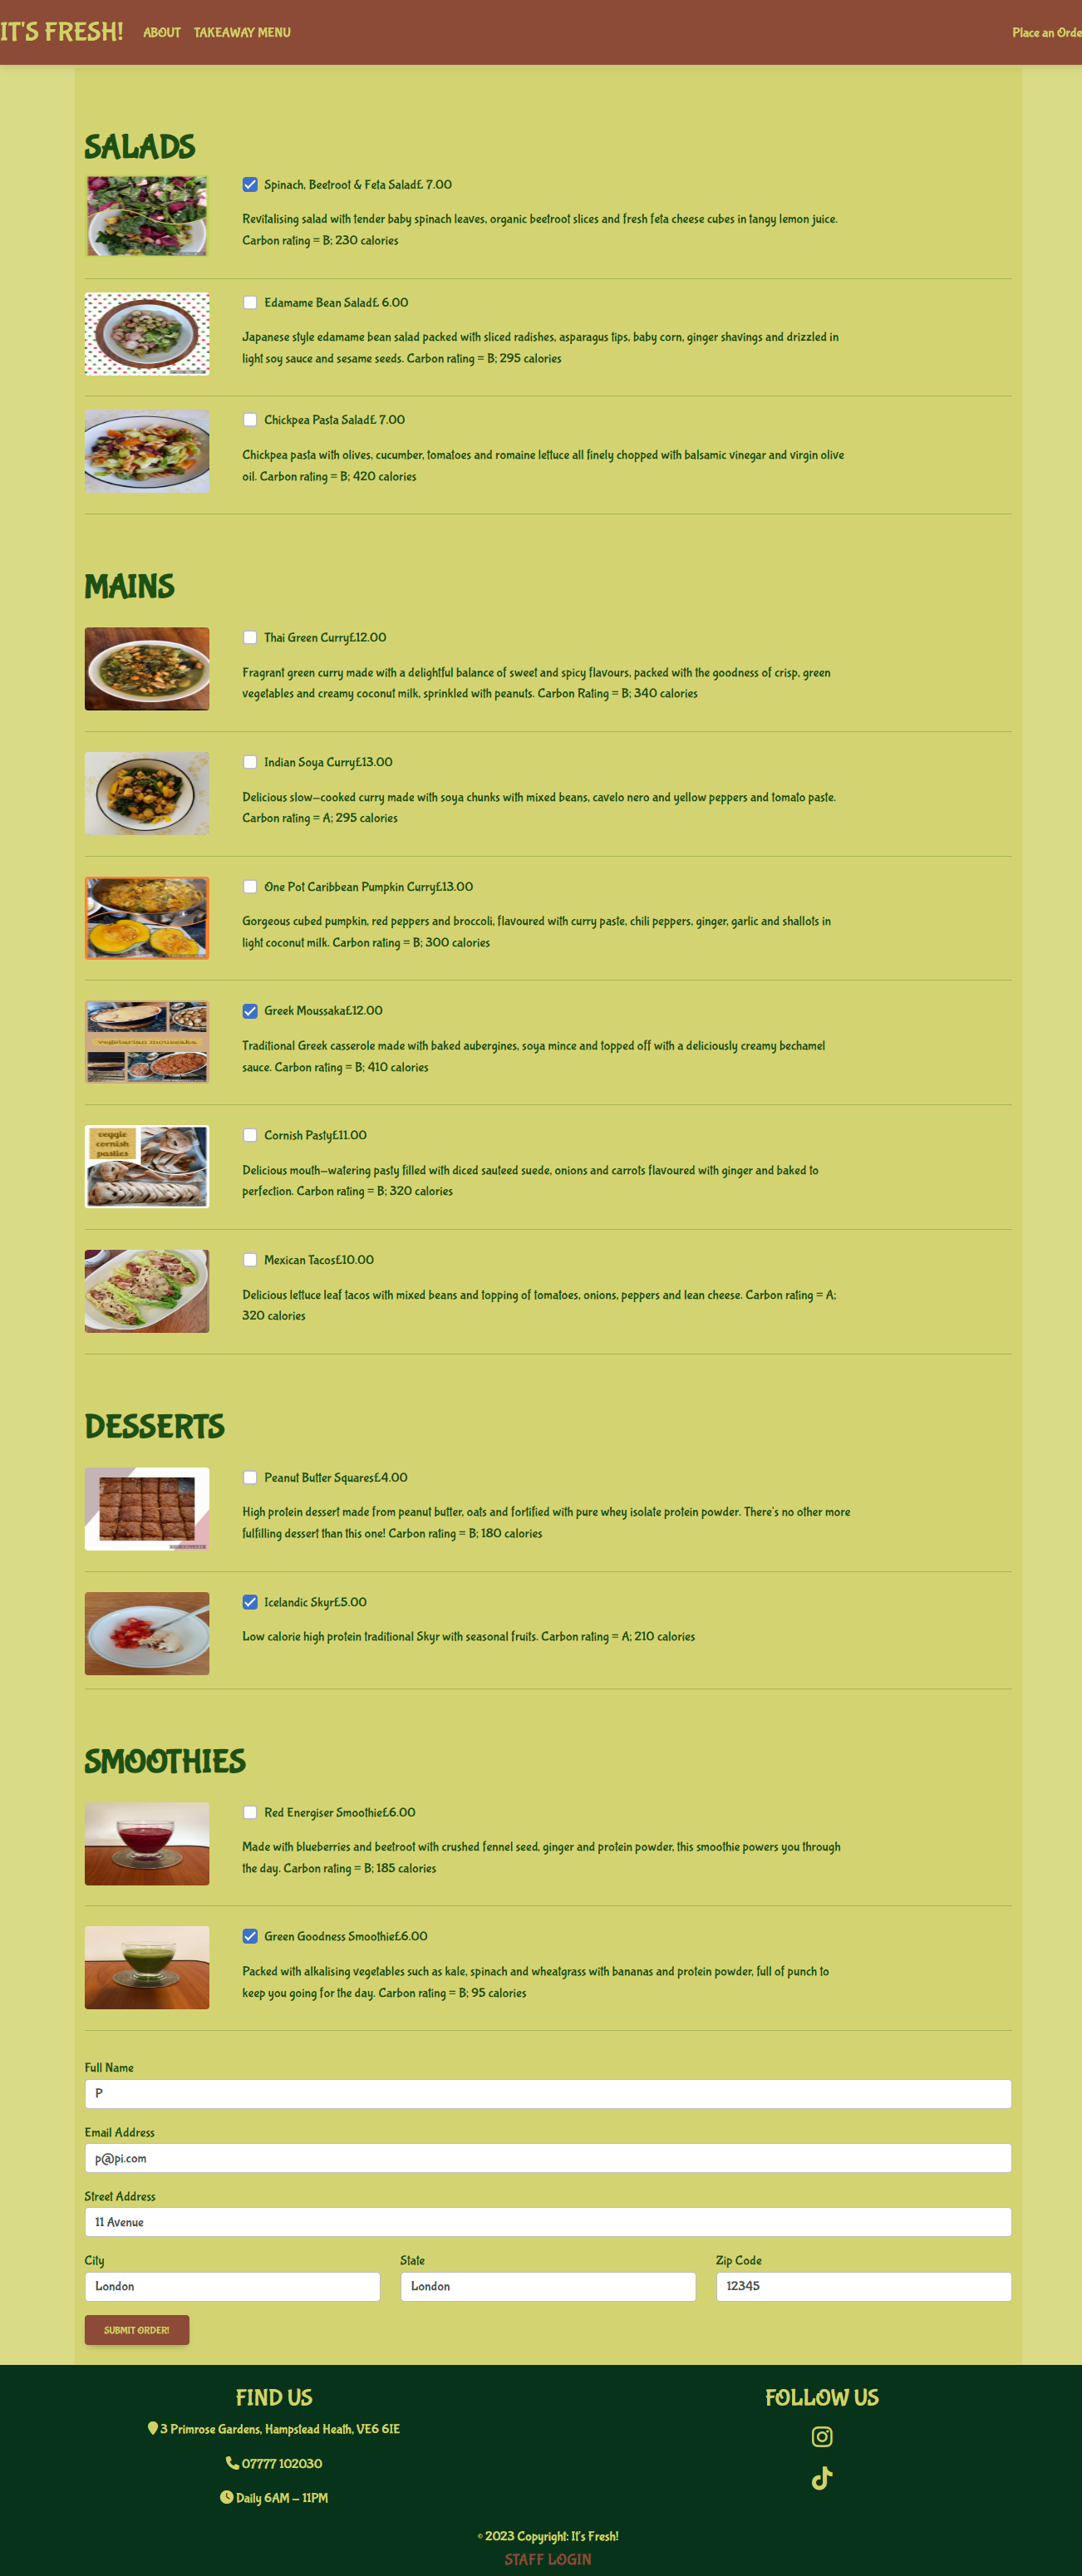 IT'S FRESH!
ABOUT
TAKEAWAY MENU
Place an Orde
SALADS
Spinach, Beetroot & Feta Salad£ 7.00
Revitalising salad with tender baby spinach leaves, organic beetroot slices and fresh feta cheese cubes in tangy lemon juice.
Carbon rating = B; 230 calories
Edamame Bean Salad£ 6.00
Japanese style edamame bean salad packed with sliced radishes, asparagus tips, baby corn, ginger shavings and drizzled in
light soy sauce and sesame seeds. Carbon rating = B; 295 calories
Chickpea Pasta Salad£ 7.00
Chickpea pasta with olives, cucumber, tomatoes and romaine lettuce all finely chopped with balsamic vinegar and virgin olive
oil. Carbon rating = B; 420 calories
MAINS
Thai Green Curry£12.00
Fragrant green curry made with a delightful balance of sweet and spicy flavours, packed with the goodness of crisp, green
vegetables and creamy coconut milk, sprinkled with peanuts. Carbon Rating = B; 340 calories
Indian Soya Curry£13.00
Delicious slow-cooked curry made with soya chunks with mixed beans, cavelo nero and yellow peppers and tomato paste.
Carbon rating = A; 295 calories
One Pot Caribbean Pumpkin Curry£13.00
Gorgeous cubed pumpkin, red peppers and broccoli, flavoured with curry paste, chili peppers, ginger, garlic and shallots in
light coconut milk. Carbon rating = B; 300 calories
vegetarian moussaka
Greek Moussaka£12.00
Traditional Greek casserole made with baked aubergines, soya mince and topped off with a deliciously creamy bechamel
sauce. Carbon rating = B; 410 calories
veggie
cornish
pasties
Cornish Pasty£11.00
Delicious mouth-watering pasty filled with diced sauteed suede, onions and carrots flavoured with ginger and baked to
perfection. Carbon rating = B; 320 calories
Mexican Tacos£10.00
Delicious lettuce leaf tacos with mixed beans and topping of tomatoes, onions, peppers and lean cheese. Carbon rating = A;
320 calories
DESSERTS
Peanut Butter Squares£4.00
High protein dessert made from peanut butter, oats and fortified with pure whey isolate protein powder. There's no other more
fulfilling dessert than this one! Carbon rating = B; 180 calories
Icelandic Skyr£5.00
Low calorie high protein traditional Skyr with seasonal fruits. Carbon rating = A; 210 calories
SMOOTHIES
Red Energiser Smoothie£6.00
Made with blueberries and beetroot with crushed fennel seed, ginger and protein powder, this smoothie powers you through
the day. Carbon rating = B; 185 calories
Green Goodness Smoothie£6.00
Packed with alkalising vegetables such as kale, spinach and wheatgrass with bananas and protein powder, full of punch to
keep you going for the day. Carbon rating = B; 95 calories
Full Name
P
Email Address
p@pi.com
Street Address
11 Avenue
City
State
Zip Code
London
London
12345
SUBMIT ORDER!
FIND US
3 Primrose Gardens, Hampstead Heath, VE6 6IE
07777 102030
Daily 6AM - 11PM
FOLLOW US
© 2023 Copyright: It's Fresh!
STAFF LOGIN